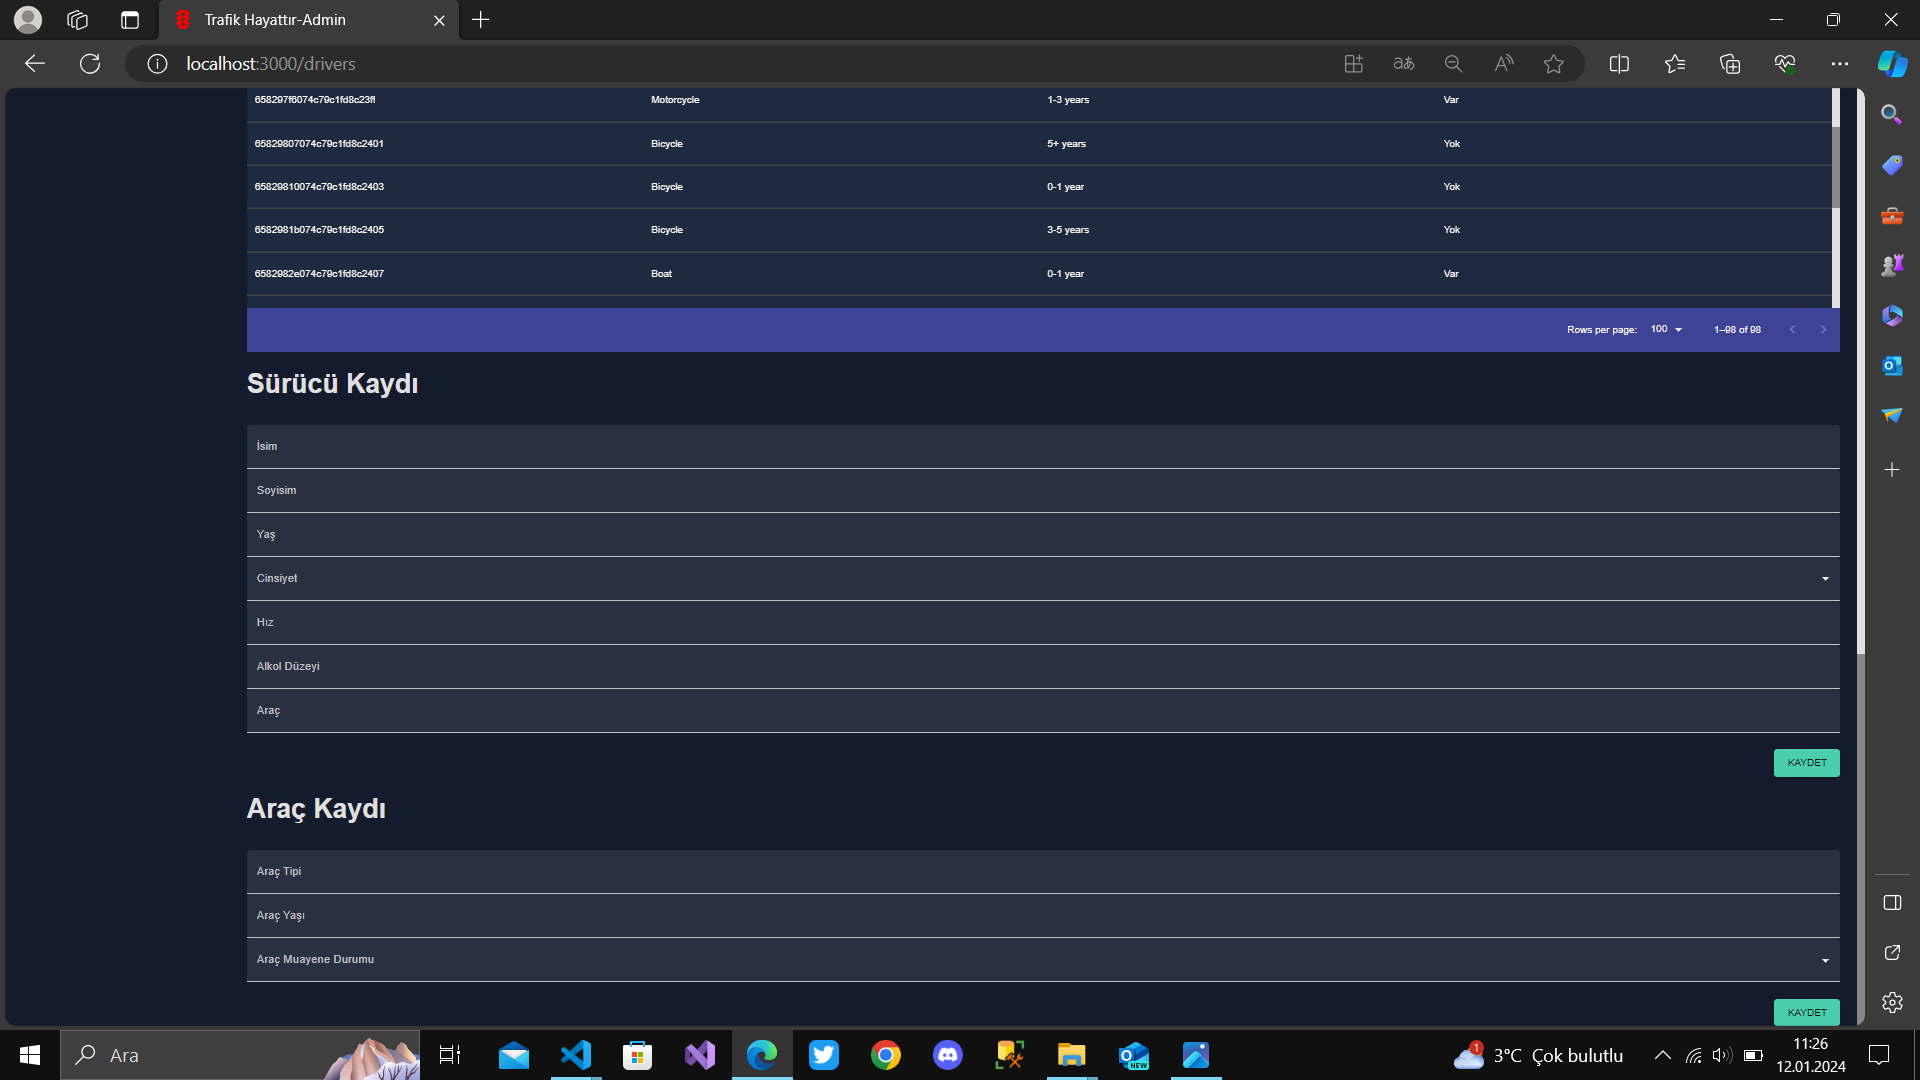 Trafik Hayattır-Admin
localhost:3000/drivers
658297f6074c79c1fd8c23ff Motorcycle 1-3 years Var
65829807074c79c1fd8c2401 Bicycle 5+ years Yok
65829810074c79c1fd8c2403 Bicycle 0-1 year Yok
6582981b074c79c1fd8c2405 Bicycle 3-5 years Yok
6582982e074c79c1fd8c2407 Boat 0-1 year Var
Rows per page: 100 1–98 of 98
Sürücü Kaydı
İsim
Soyisim
Yaş
Cinsiyet
Hız
Alkol Düzeyi
Araç
KAYDET
Araç Kaydı
Araç Tipi
Araç Yaşı
Araç Muayene Durumu
KAYDET
Ara
NEW
1
3°C Çok bulutlu
11:26
12.01.2024